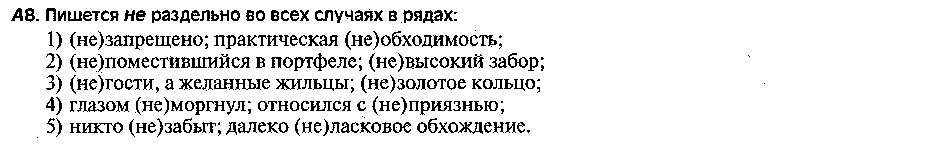 А8. Пишется не раздельно во всех случаях в рядах:
1) (не)запрещено; практическая (не)обходимость;
2) (не)поместившийся в портфеле; (не)высокий забор;
3) (не)гости, а желанные жильцы; (не)золотое кольцо;
4) глазом (не)моргнул; относился с (не)приязнью;
5) никто (не)забыт; далеко (не)ласковое обхождение.